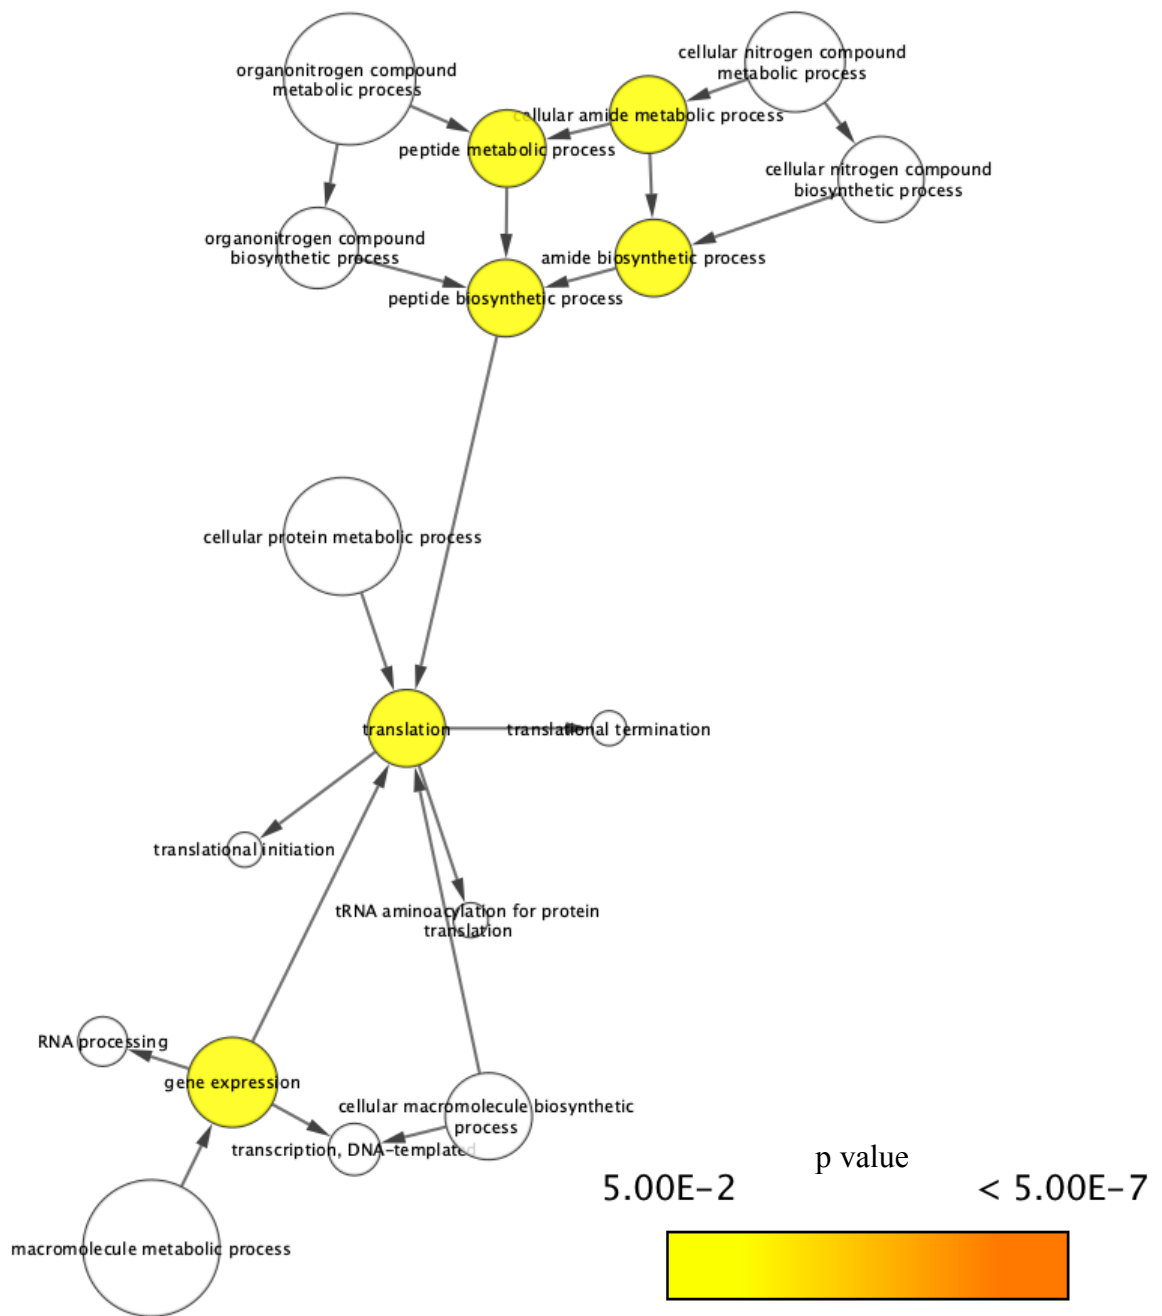 organonitrogen compound
metabolic process
cellular nitrogen compound
metabolic process
cellular amide metabolic process
peptide metabolic process
cellular nitrogen compound
biosynthetic process
organonitrogen compound
biosynthetic process
amide biosynthetic process
peptide biosynthetic process
cellular protein metabolic process
translation
translational termination
translational initiation
tRNA aminoacylation for protein
translation
RNA processing
gene expression
cellular macromolecule biosynthetic
process
transcription, DNA-templated
macromolecule metabolic process
p value
5.00E-2
< 5.00E-7